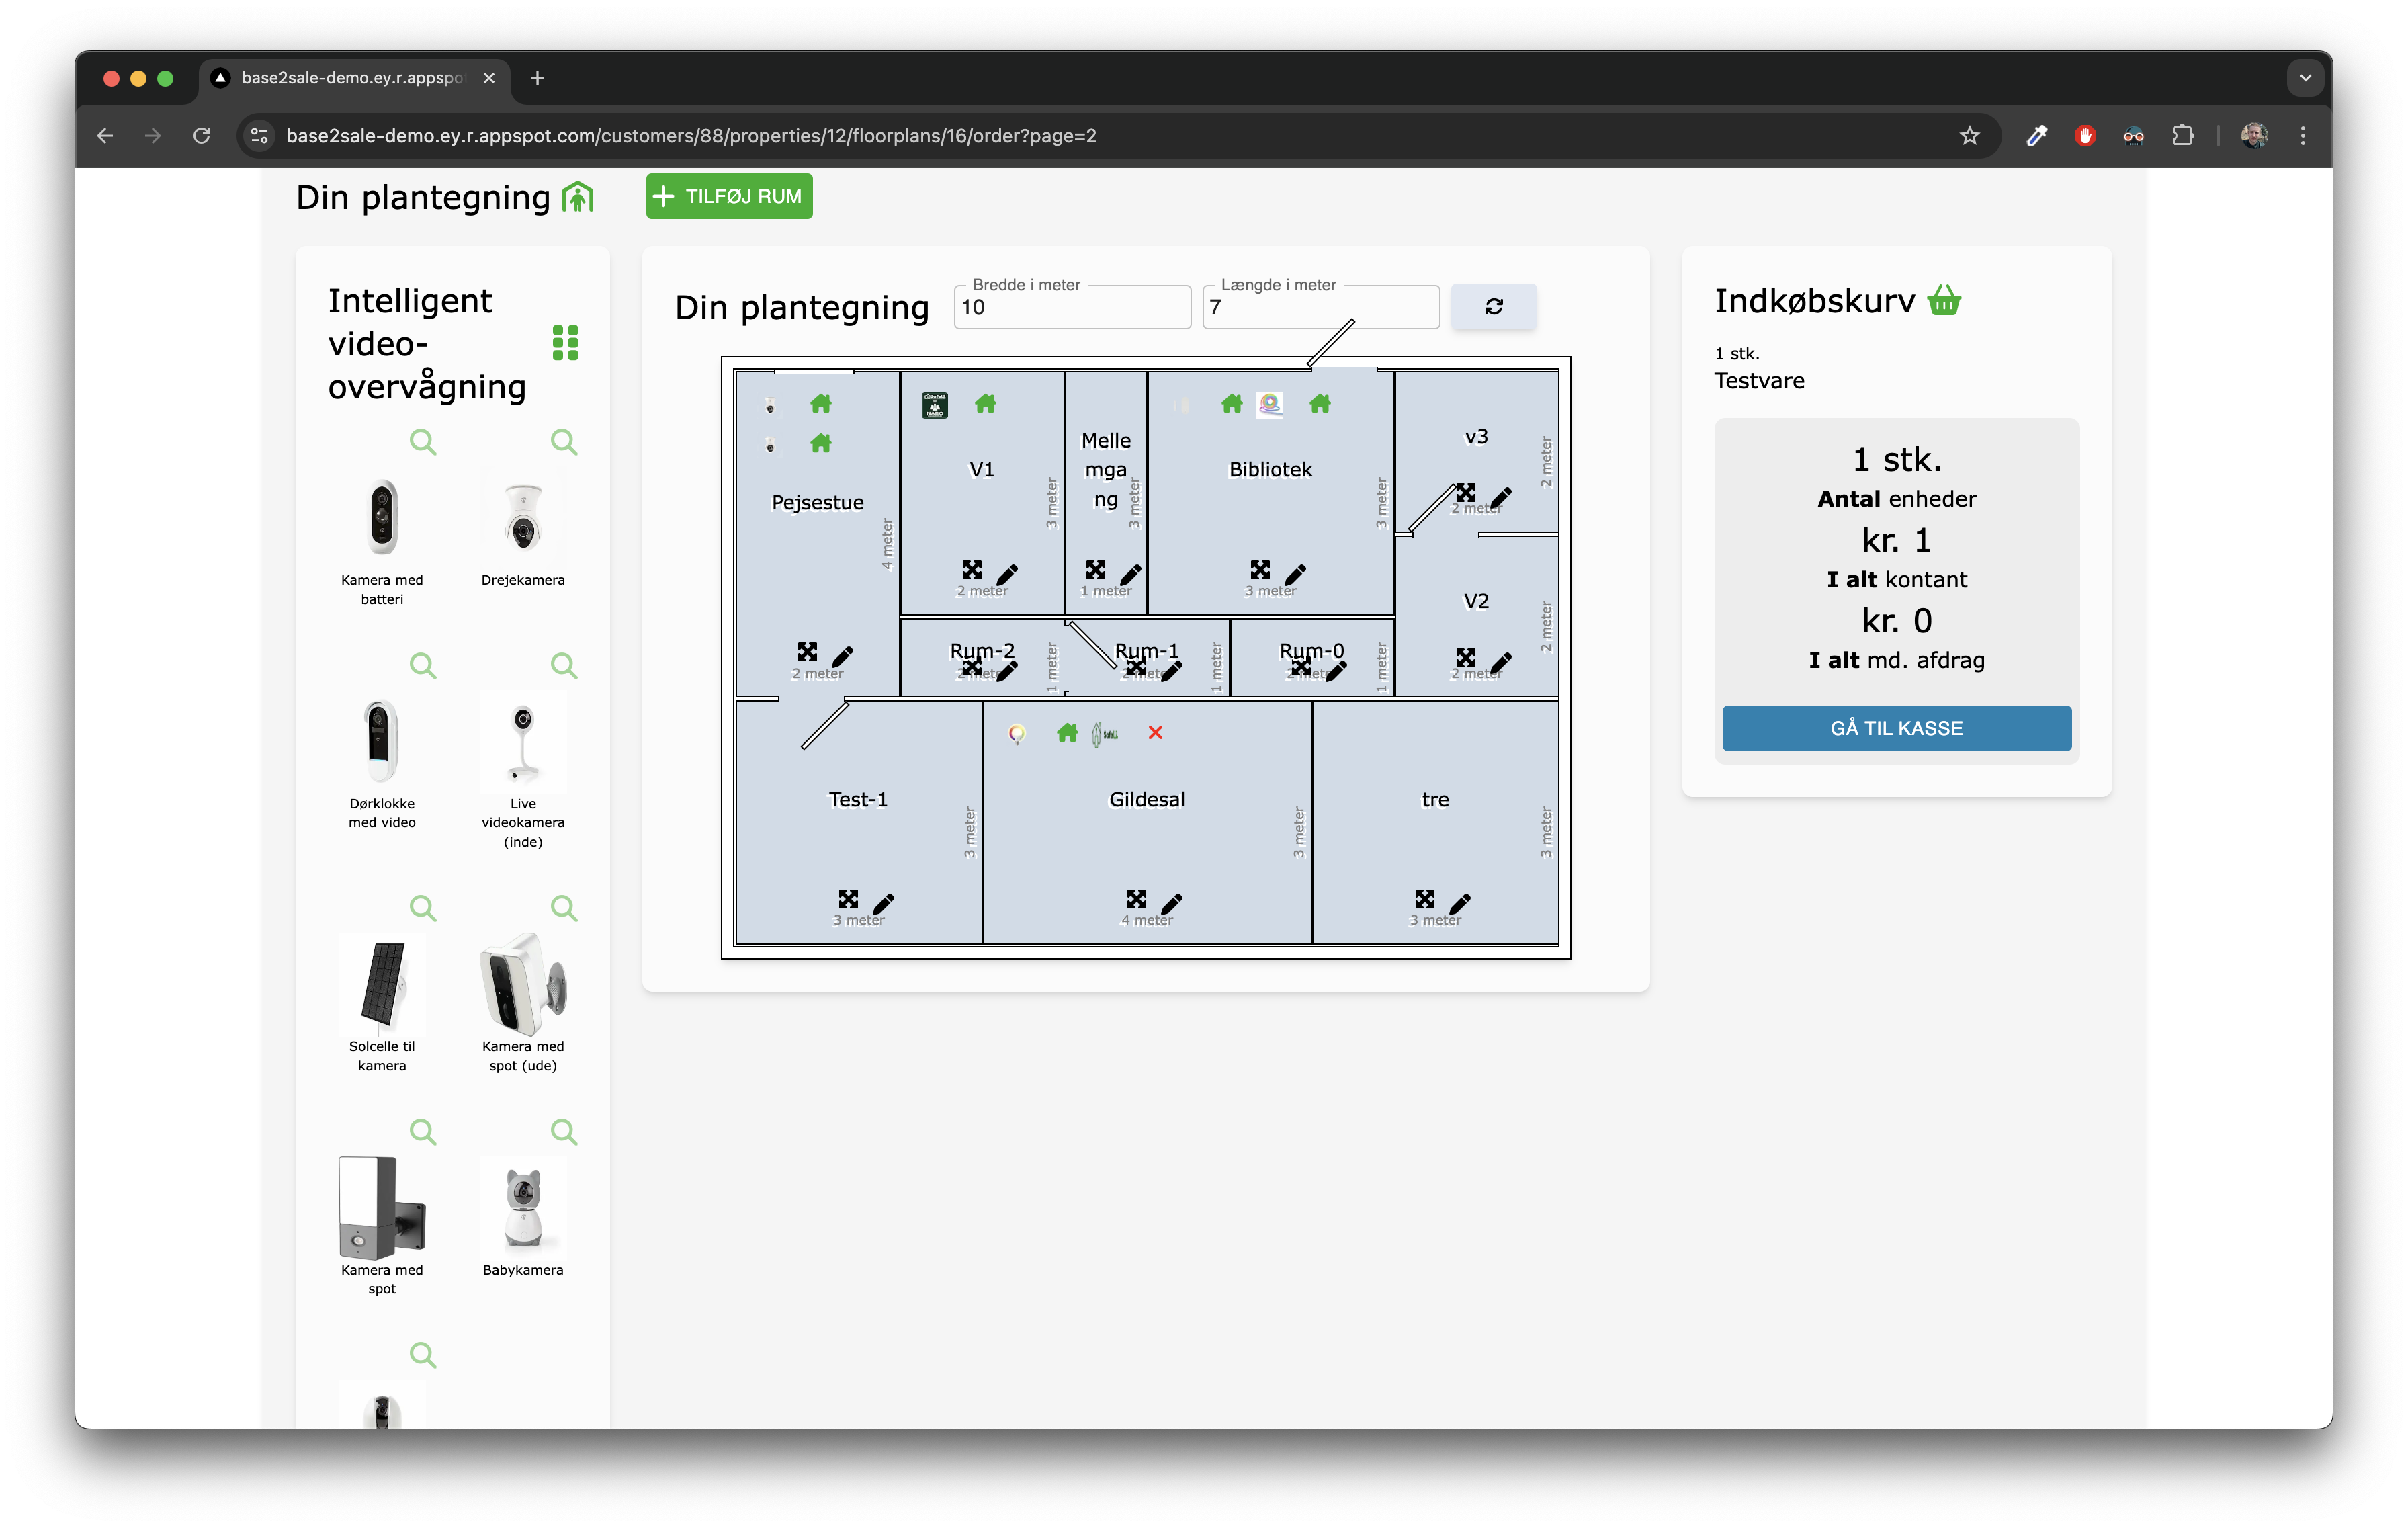 base2sale-demo.ey.r.appspo
base2sale-demo.ey.r.appspot.com/customers/88/properties/12/floorplans/16/order?page=2
Din plantegning
TILFØJ RUM
Intelligent
video-
overvågning
Kamera med
batteri
Drejekamera
Dørklokke
med video
Live
videokamera
(inde)
Solcelle til
kamera
Kamera med
spot (ude)
Kamera med
spot
Babykamera
Din plantegning
Bredde i meter
10
Længde i meter
7
Pejsestue
4 meter
2 meter
V1
3 meter
2 meter
Melle
mga
ng
3 meter
1 meter
Bibliotek
3 meter
3 meter
v3
2 meter
2 meter
V2
2 meter
2 meter
Rum-2
1 meter
2 meter
Rum-1
1 meter
2 meter
Rum-0
1 meter
2 meter
Test-1
3 meter
3 meter
Gildesal
3 meter
4 meter
tre
3 meter
3 meter
Indkøbskurv
1 stk.
Testvare
1 stk.
Antal enheder
kr. 1
I alt kontant
kr. 0
I alt md. afdrag
GÅ TIL KASSE